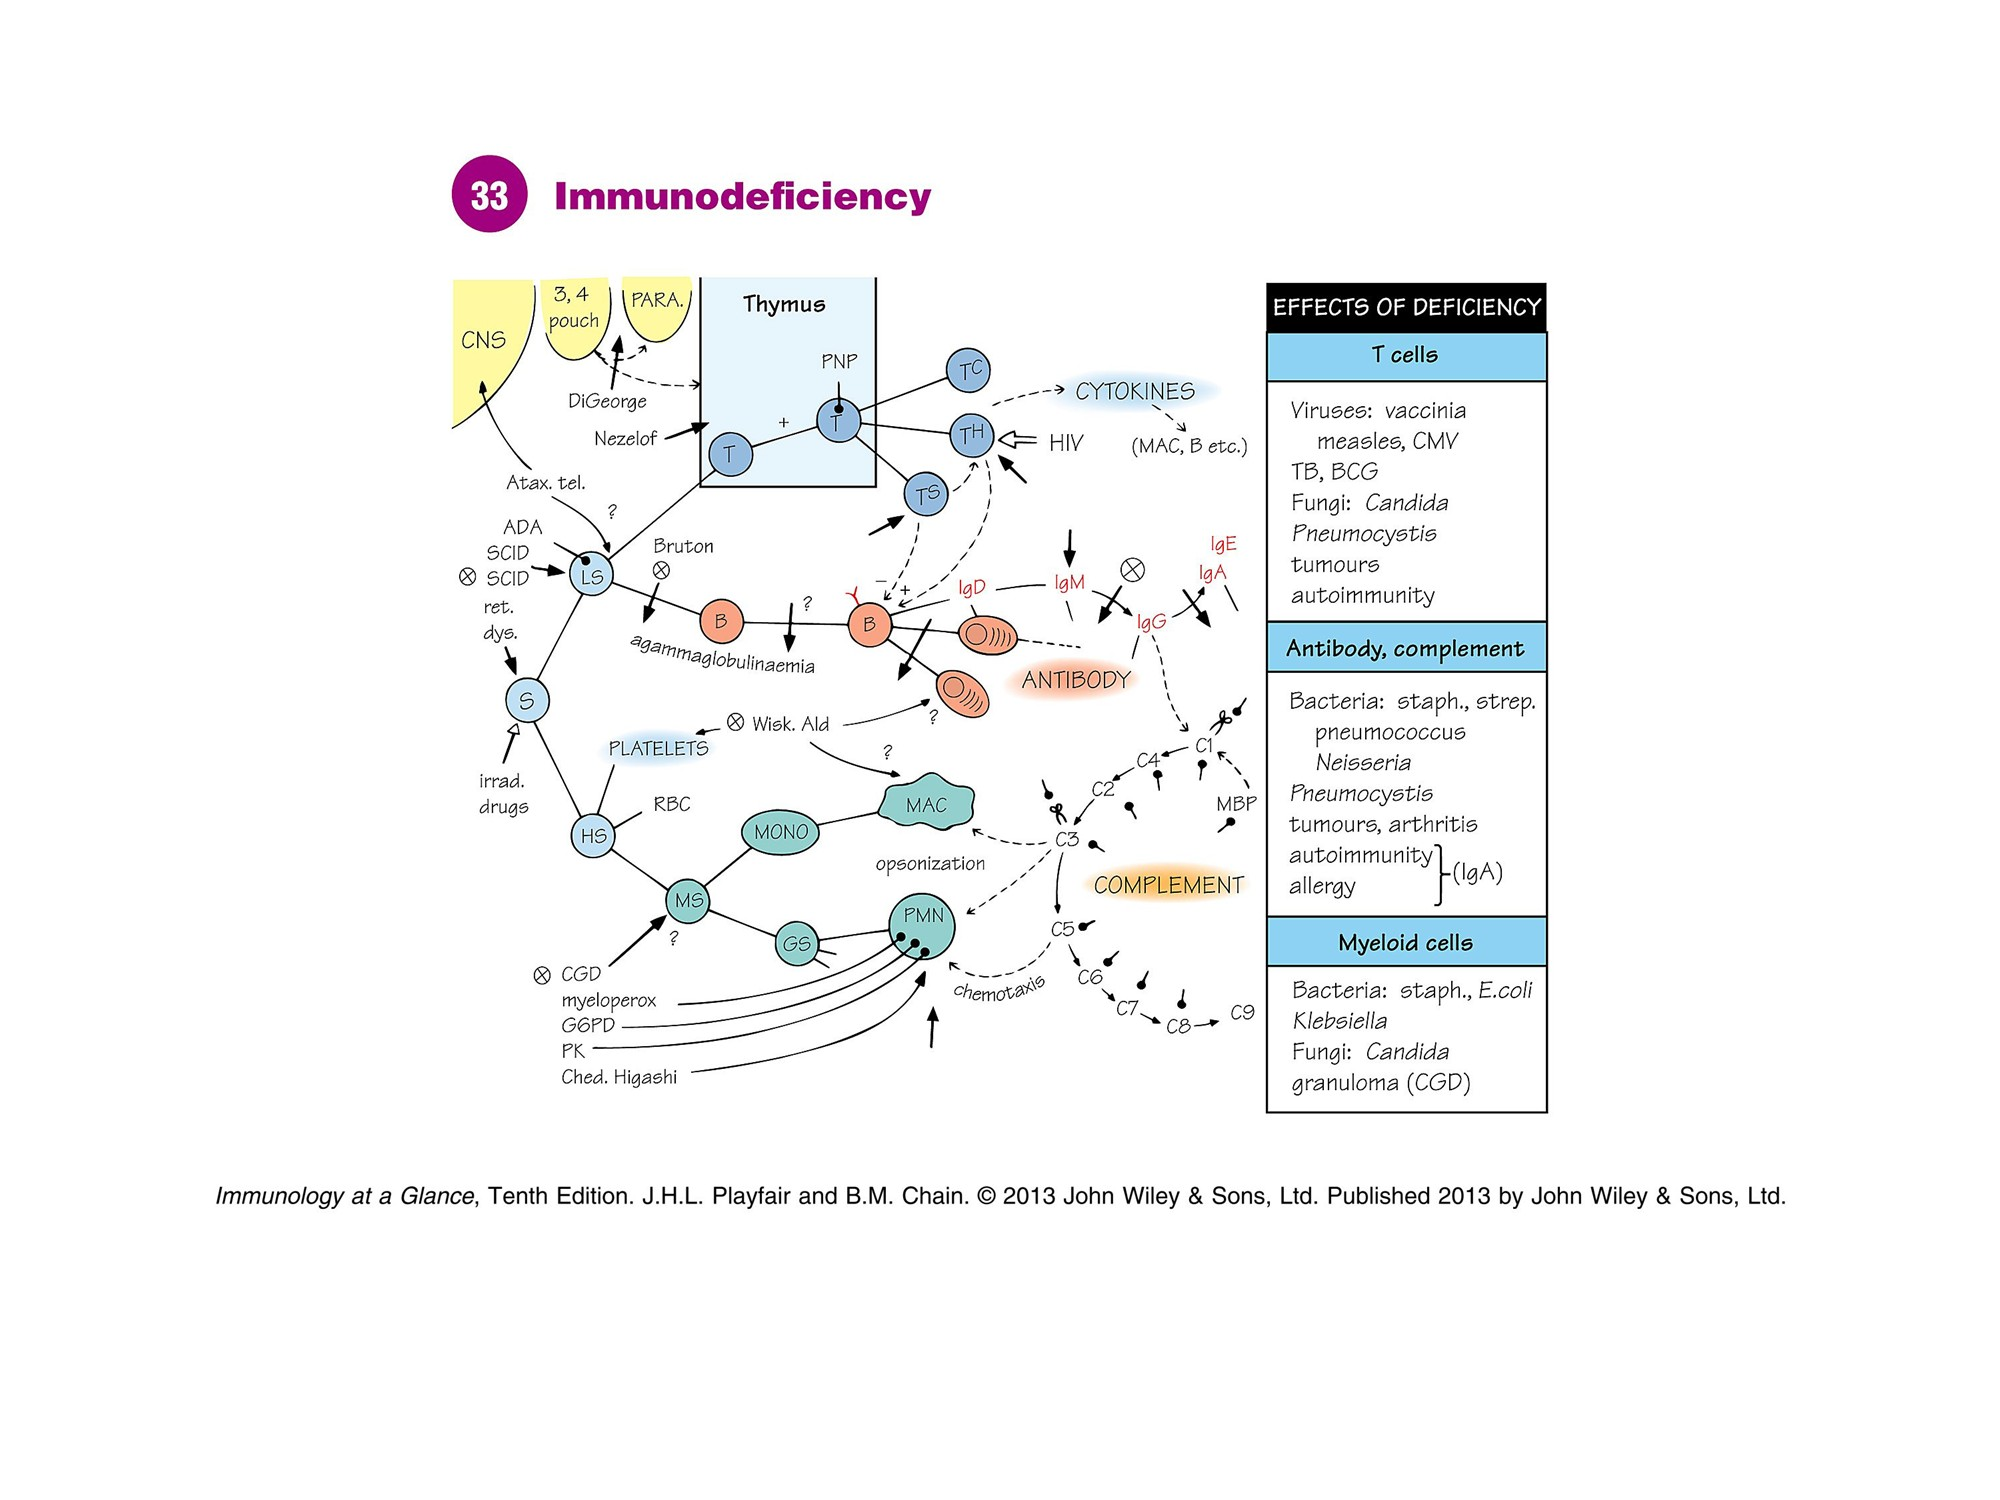 33 Immunodeficiency
CNS
3, 4
pouch
PARA.
Thymus
DiGeorge
Nezelof
PNP
T
+
T
TC
TH
TS
CYTOKINES
(MAC, B etc.)
HIV
Atax. tel.
?
ADA
SCID
SCID
ret.
dys.
LS
Bruton
B
agammaglobulinaemia
?
B
–
+
IgD
IgM
IgG
IgA
IgE
ANTIBODY
S
irrad.
drugs
Wisk. Ald
?
?
PLATELETS
RBC
HS
MONO
MAC
opsonization
MS
?
GS
PMN
CGD
myeloperox
G6PD
PK
Ched. Higashi
chemotaxis
C1
C4
C2
MBP
C3
COMPLEMENT
C5
C6
C7
C8
C9
EFFECTS OF DEFICIENCY
T cells
Viruses: vaccinia
measles, CMV
TB, BCG
Fungi: Candida
Pneumocystis
tumours
autoimmunity
Antibody, complement
Bacteria: staph., strep.
pneumococcus
Neisseria
Pneumocystis
tumours, arthritis
autoimmunity
allergy
(IgA)
Myeloid cells
Bacteria: staph., E.coli
Klebsiella
Fungi: Candida
granuloma (CGD)
Immunology at a Glance, Tenth Edition. J.H.L. Playfair and B.M. Chain. © 2013 John Wiley & Sons, Ltd. Published 2013 by John Wiley & Sons, Ltd.